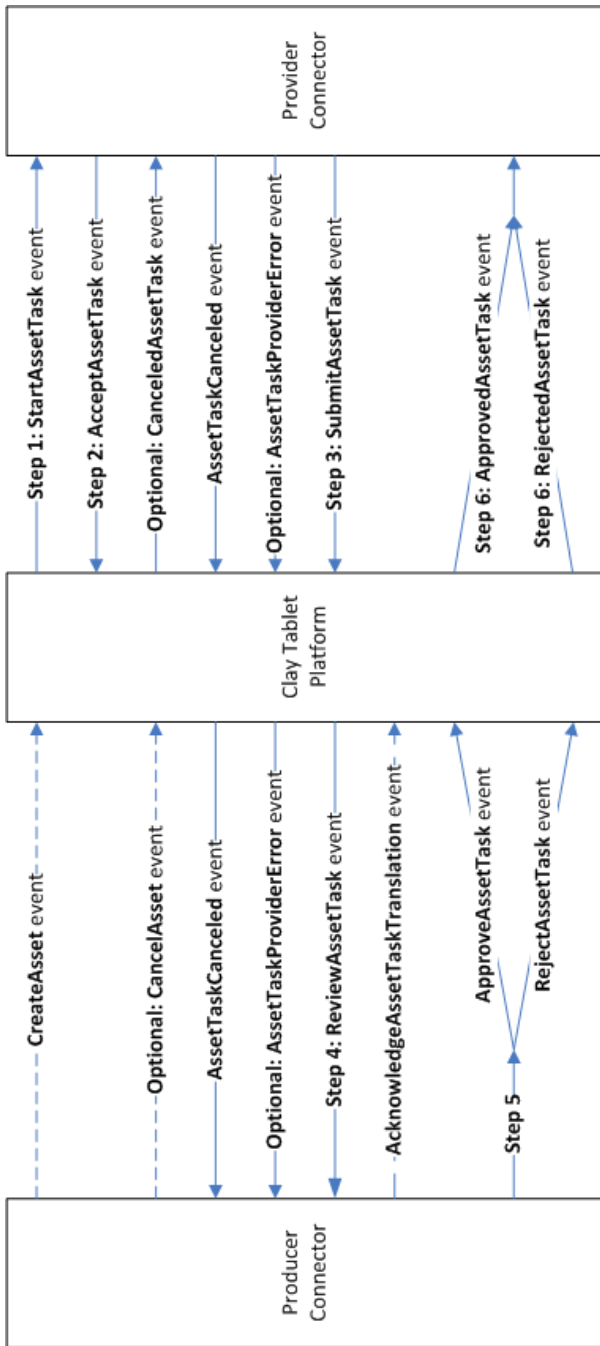 Producer
Connector
Clay Tablet
Platform
Provider
Connector
CreateAsset event
Step 1: StartAssetTask event
Step 2: AcceptAssetTask event
Optional: CancelAsset event
Optional: CanceledAssetTask event
AssetTaskCanceled event
AssetTaskCanceled event
Optional: AssetTaskProviderError event
Optional: AssetTaskProviderError event
Step 4: ReviewAssetTask event
Step 3: SubmitAssetTask event
AcknowledgeAssetTaskTranslation event
Step 5
ApproveAssetTask event
RejectAssetTask event
Step 6: ApprovedAssetTask event
Step 6: RejectedAssetTask event